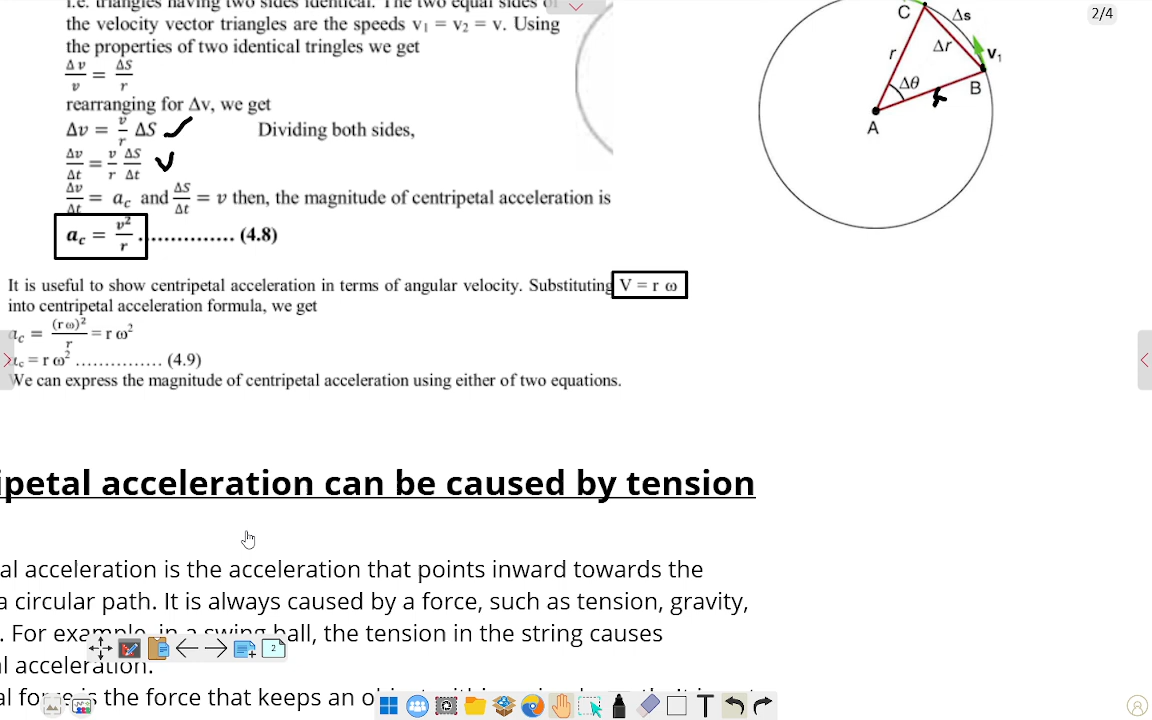 i.e. triangles having two sides identical. The two equal sides of
the velocity vector triangles are the speeds v₁ = v₂ = v. Using
the properties of two identical tringles we get
Δv/v = ΔS/r
rearranging for Δv, we get
Δv = v/r ΔS Dividing both sides,
Δv/Δt = v/r ΔS/Δt
Δv/Δt = a_c and ΔS/Δt = v then, the magnitude of centripetal acceleration is
a_c = v²/r .............. (4.8)
It is useful to show centripetal acceleration in terms of angular velocity. Substituting V = r ω
into centripetal acceleration formula, we get
a_c = (rω)²/r = r ω²
a_c = r ω² ............... (4.9)
We can express the magnitude of centripetal acceleration using either of two equations.
ipetal acceleration can be caused by tension
al acceleration is the acceleration that points inward towards the
a circular path. It is always caused by a force, such as tension, gravity,
. For example, in a swing ball, the tension in the string causes
l acceleration.
al force is the force that keeps an
C Δs
r Δr v₁
Δθ B
r
A
2/4
2
T